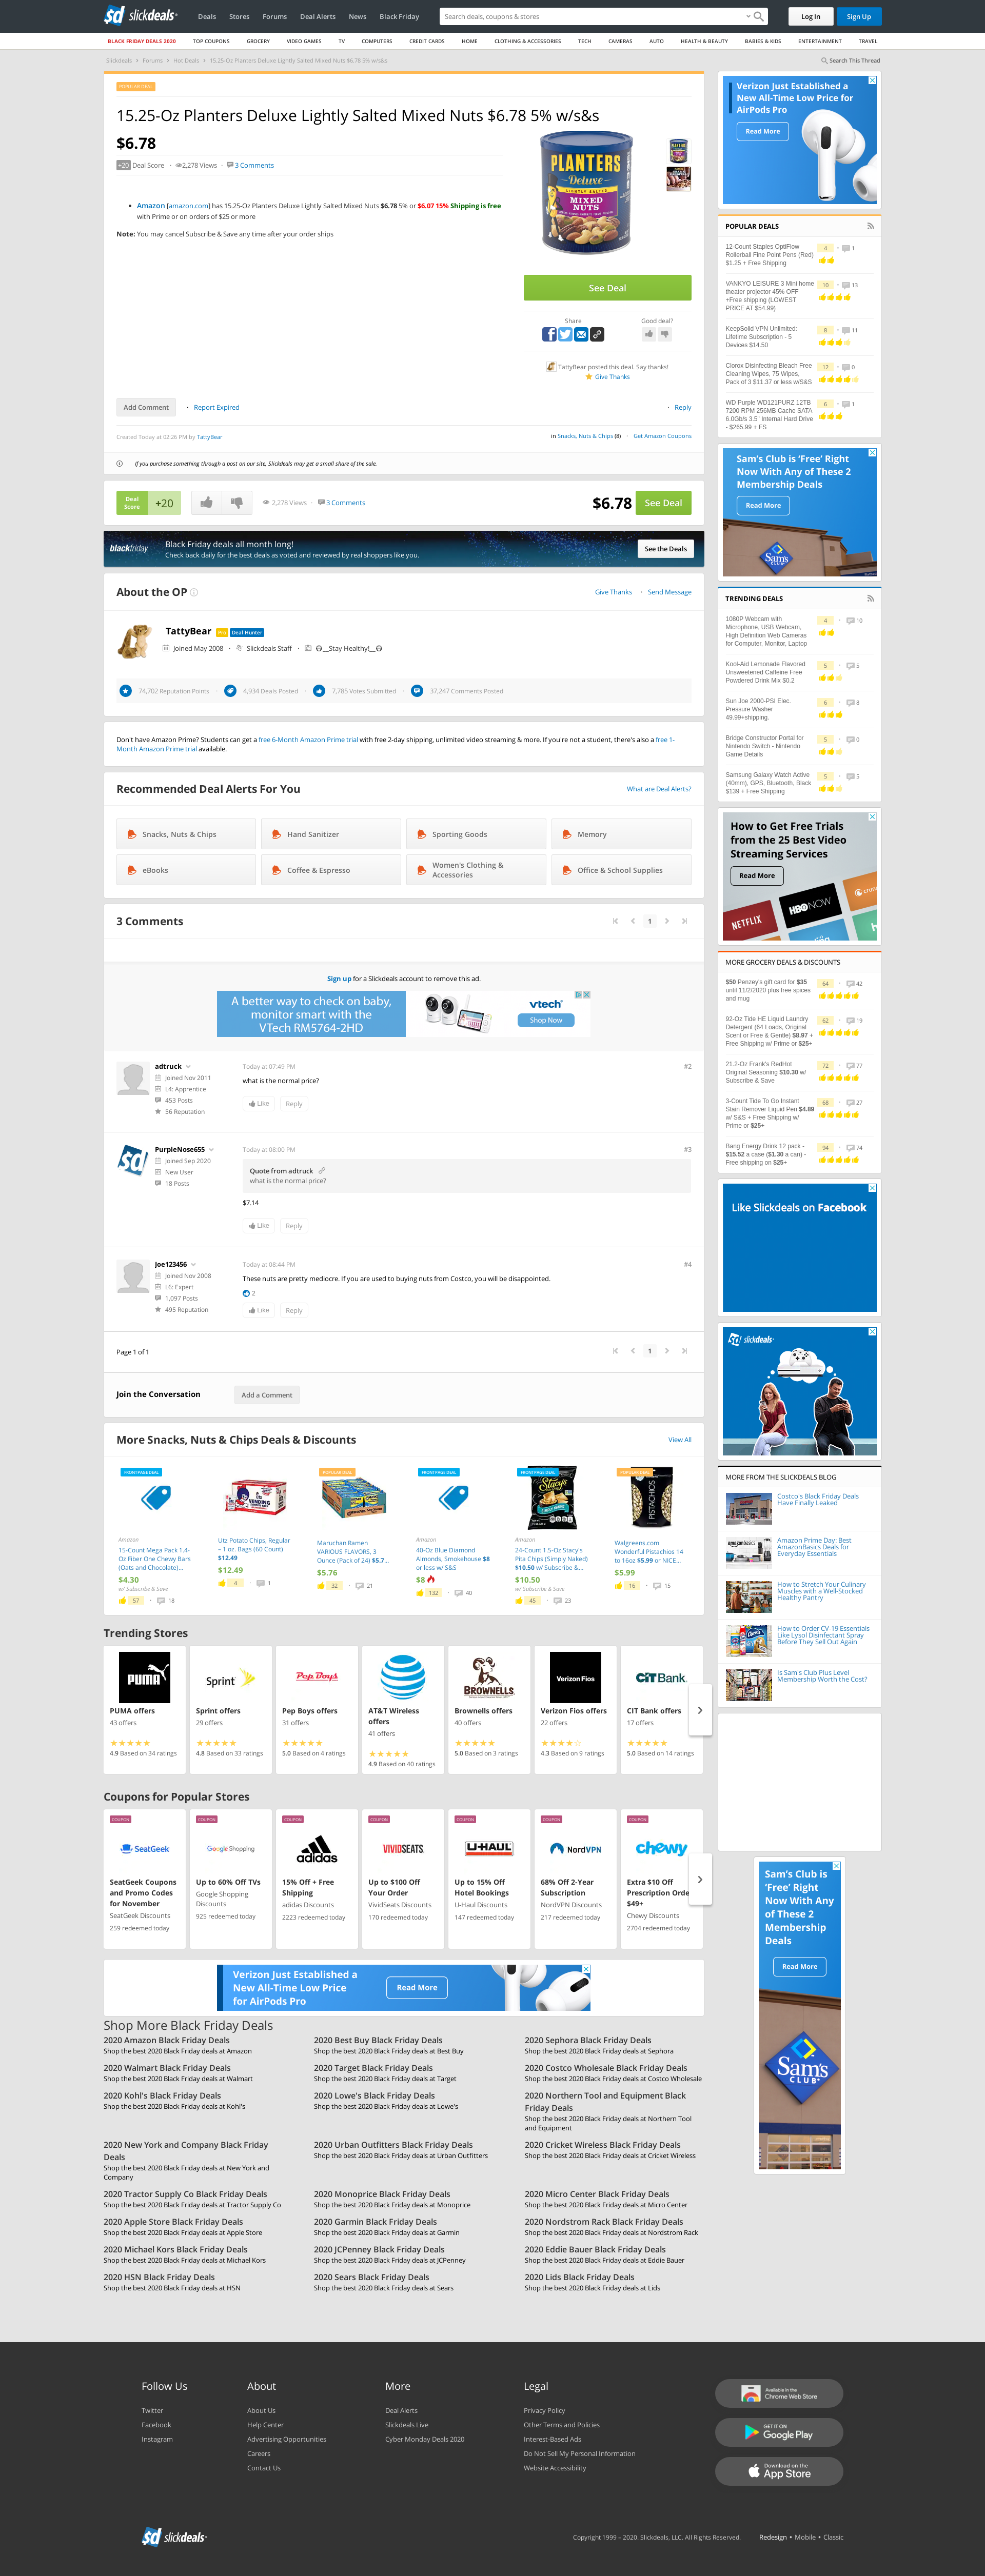 slickdeals
Deals
Stores
Forums
Deal Alerts
News
Black Friday
Search deals, coupons & stores
Log In
Sign Up
BLACK FRIDAY DEALS 2020
TOP COUPONS
GROCERY
VIDEO GAMES
TV
COMPUTERS
CREDIT CARDS
HOME
CLOTHING & ACCESSORIES
TECH
CAMERAS
AUTO
HEALTH & BEAUTY
BABIES & KIDS
ENTERTAINMENT
TRAVEL
Slickdeals > Forums > Hot Deals > 15.25-Oz Planters Deluxe Lightly Salted Mixed Nuts $6.78 5% w/s&s
Search This Thread
POPULAR DEAL
15.25-Oz Planters Deluxe Lightly Salted Mixed Nuts $6.78 5% w/s&s
$6.78
+20 Deal Score · 2,278 Views · 3 Comments
Amazon [amazon.com] has 15.25-Oz Planters Deluxe Lightly Salted Mixed Nuts $6.78 5% or $6.07 15% Shipping is free
with Prime or on orders of $25 or more
Note: You may cancel Subscribe & Save any time after your order ships
PLANTERS
Deluxe
LIGHTLY SALTED
MIXED
NUTS
See Deal
Share
Good deal?
TattyBear posted this deal. Say thanks!
Give Thanks
Add Comment
· Report Expired
· Reply
Created Today at 02:26 PM by TattyBear
in Snacks, Nuts & Chips (8) · Get Amazon Coupons
If you purchase something through a post on our site, Slickdeals may get a small share of the sale.
Deal
Score
+20
2,278 Views · 3 Comments
$6.78
See Deal
blackfriday
Black Friday deals all month long!
Check back daily for the best deals as voted and reviewed by real shoppers like you.
See the Deals
About the OP
Give Thanks · Send Message
TattyBear Pro Deal Hunter
Joined May 2008 · Slickdeals Staff · 😷__Stay Healthy!__😷
74,702 Reputation Points · 4,934 Deals Posted · 7,785 Votes Submitted · 37,247 Comments Posted
Don't have Amazon Prime? Students can get a free 6-Month Amazon Prime trial with free 2-day shipping, unlimited video streaming & more. If you're not a student, there's also a free 1-
Month Amazon Prime trial available.
Recommended Deal Alerts For You
What are Deal Alerts?
Snacks, Nuts & Chips
Hand Sanitizer
Sporting Goods
Memory
eBooks
Coffee & Espresso
Women's Clothing &
Accessories
Office & School Supplies
3 Comments
1
Sign up for a Slickdeals account to remove this ad.
A better way to check on baby,
monitor smart with the
VTech RM5764-2HD
vtech
Shop Now
adtruck
Joined Nov 2011
L4: Apprentice
453 Posts
56 Reputation
Today at 07:49 PM
#2
what is the normal price?
Like
Reply
PurpleNose655
Joined Sep 2020
New User
18 Posts
Today at 08:00 PM
#3
Quote from adtruck
what is the normal price?
$7.14
Like
Reply
Joe123456
Joined Nov 2008
L6: Expert
1,097 Posts
495 Reputation
Today at 08:44 PM
#4
These nuts are pretty mediocre. If you are used to buying nuts from Costco, you will be disappointed.
2
Like
Reply
Page 1 of 1
1
Join the Conversation
Add a Comment
More Snacks, Nuts & Chips Deals & Discounts
View All
FRONTPAGE DEAL
Amazon
15-Count Mega Pack 1.4-
Oz Fiber One Chewy Bars
(Oats and Chocolate)...
$4.30
w/ Subscribe & Save
57 · 18
Utz Potato Chips, Regular
– 1 oz. Bags (60 Count)
$12.49
$12.49
4 · 1
POPULAR DEAL
Maruchan Ramen
VARIOUS FLAVORS, 3
Ounce (Pack of 24) $5.7...
$5.76
32 · 21
FRONTPAGE DEAL
Amazon
40-Oz Blue Diamond
Almonds, Smokehouse $8
or less w/ S&S
$8
132 · 40
FRONTPAGE DEAL
Stacy's
Amazon
24-Count 1.5-Oz Stacy's
Pita Chips (Simply Naked)
$10.50 w/ Subscribe &...
$10.50
w/ Subscribe & Save
45 · 23
POPULAR DEAL
PISTACHIOS
Walgreens.com
Wonderful Pistachios 14
to 16oz $5.99 or NICE...
$5.99
16 · 15
Trending Stores
PUMA
PUMA offers
43 offers
4.9 Based on 34 ratings
Sprint
Sprint offers
29 offers
4.8 Based on 33 ratings
Pep Boys
Pep Boys offers
31 offers
5.0 Based on 4 ratings
AT&T Wireless
offers
41 offers
4.9 Based on 40 ratings
BROWNELLS
Brownells offers
40 offers
5.0 Based on 3 ratings
Verizon Fios
Verizon Fios offers
22 offers
4.3 Based on 9 ratings
CIT Bank
CIT Bank offers
17 offers
5.0 Based on 14 ratings
Coupons for Popular Stores
COUPON
SeatGeek
SeatGeek Coupons
and Promo Codes
for November
SeatGeek Discounts
259 redeemed today
COUPON
Google Shopping
Up to 60% Off TVs
Google Shopping
Discounts
925 redeemed today
COUPON
adidas
15% Off + Free
Shipping
adidas Discounts
2223 redeemed today
COUPON
VIVIDSEATS
Up to $100 Off
Your Order
VividSeats Discounts
170 redeemed today
COUPON
U-HAUL
Up to 15% Off
Hotel Bookings
U-Haul Discounts
147 redeemed today
COUPON
NordVPN
68% Off 2-Year
Subscription
NordVPN Discounts
217 redeemed today
COUPON
chewy
Extra $10 Off
Prescription Orde
$49+
Chewy Discounts
2704 redeemed today
Verizon Just Established a
New All-Time Low Price
for AirPods Pro
Read More
Shop More Black Friday Deals
2020 Amazon Black Friday Deals
Shop the best 2020 Black Friday deals at Amazon
2020 Best Buy Black Friday Deals
Shop the best 2020 Black Friday deals at Best Buy
2020 Sephora Black Friday Deals
Shop the best 2020 Black Friday deals at Sephora
2020 Walmart Black Friday Deals
Shop the best 2020 Black Friday deals at Walmart
2020 Target Black Friday Deals
Shop the best 2020 Black Friday deals at Target
2020 Costco Wholesale Black Friday Deals
Shop the best 2020 Black Friday deals at Costco Wholesale
2020 Kohl's Black Friday Deals
Shop the best 2020 Black Friday deals at Kohl's
2020 Lowe's Black Friday Deals
Shop the best 2020 Black Friday deals at Lowe's
2020 Northern Tool and Equipment Black
Friday Deals
Shop the best 2020 Black Friday deals at Northern Tool
and Equipment
2020 New York and Company Black Friday
Deals
Shop the best 2020 Black Friday deals at New York and
Company
2020 Urban Outfitters Black Friday Deals
Shop the best 2020 Black Friday deals at Urban Outfitters
2020 Cricket Wireless Black Friday Deals
Shop the best 2020 Black Friday deals at Cricket Wireless
2020 Tractor Supply Co Black Friday Deals
Shop the best 2020 Black Friday deals at Tractor Supply Co
2020 Monoprice Black Friday Deals
Shop the best 2020 Black Friday deals at Monoprice
2020 Micro Center Black Friday Deals
Shop the best 2020 Black Friday deals at Micro Center
2020 Apple Store Black Friday Deals
Shop the best 2020 Black Friday deals at Apple Store
2020 Garmin Black Friday Deals
Shop the best 2020 Black Friday deals at Garmin
2020 Nordstrom Rack Black Friday Deals
Shop the best 2020 Black Friday deals at Nordstrom Rack
2020 Michael Kors Black Friday Deals
Shop the best 2020 Black Friday deals at Michael Kors
2020 JCPenney Black Friday Deals
Shop the best 2020 Black Friday deals at JCPenney
2020 Eddie Bauer Black Friday Deals
Shop the best 2020 Black Friday deals at Eddie Bauer
2020 HSN Black Friday Deals
Shop the best 2020 Black Friday deals at HSN
2020 Sears Black Friday Deals
Shop the best 2020 Black Friday deals at Sears
2020 Lids Black Friday Deals
Shop the best 2020 Black Friday deals at Lids
Verizon Just Established a
New All-Time Low Price for
AirPods Pro
Read More
POPULAR DEALS
12-Count Staples OptiFlow
Rollerball Fine Point Pens (Red)
$1.25 + Free Shipping
4 · 1
VANKYO LEISURE 3 Mini home
theater projector 45% OFF
+Free shipping (LOWEST
PRICE AT $54.99)
10 · 13
KeepSolid VPN Unlimited:
Lifetime Subscription - 5
Devices $14.50
8 · 11
Clorox Disinfecting Bleach Free
Cleaning Wipes, 75 Wipes,
Pack of 3 $11.37 or less w/S&S
12 · 0
WD Purple WD121PURZ 12TB
7200 RPM 256MB Cache SATA
6.0Gb/s 3.5" Internal Hard Drive
- $265.99 + FS
6 · 1
Sam's Club is 'Free' Right
Now With Any of These 2
Membership Deals
Read More
Sam's
CLUB
TRENDING DEALS
1080P Webcam with
Microphone, USB Webcam,
High Definition Web Cameras
for Computer, Monitor, Laptop
4 · 10
Kool-Aid Lemonade Flavored
Unsweetened Caffeine Free
Powdered Drink Mix $0.2
5 · 5
Sun Joe 2000-PSI Elec.
Pressure Washer
49.99+shipping.
6 · 8
Bridge Constructor Portal for
Nintendo Switch - Nintendo
Game Details
5 · 0
Samsung Galaxy Watch Active
(40mm), GPS, Bluetooth, Black
$139 + Free Shipping
5 · 5
How to Get Free Trials
from the 25 Best Video
Streaming Services
Read More
NETFLIX
HBO NOW
crunc
hulu
MORE GROCERY DEALS & DISCOUNTS
$50 Penzey's gift card for $35
until 11/2/2020 plus free spices
and mug
64 · 42
92-Oz Tide HE Liquid Laundry
Detergent (64 Loads, Original
Scent or Free & Gentle) $8.97 +
Free Shipping w/ Prime or $25+
62 · 19
21.2-Oz Frank's RedHot
Original Seasoning $10.30 w/
Subscribe & Save
72 · 77
3-Count Tide To Go Instant
Stain Remover Liquid Pen $4.89
w/ S&S + Free Shipping w/
Prime or $25+
68 · 27
Bang Energy Drink 12 pack -
$15.52 a case ($1.30 a can) -
Free shipping on $25+
94 · 74
Like Slickdeals on Facebook
slickdeals
MORE FROM THE SLICKDEALS BLOG
Costco's Black Friday Deals
Have Finally Leaked
Amazon Prime Day: Best
AmazonBasics Deals for
Everyday Essentials
How to Stretch Your Culinary
Muscles with a Well-Stocked
Healthy Pantry
How to Order CV-19 Essentials
Like Lysol Disinfectant Spray
Before They Sell Out Again
Is Sam's Club Plus Level
Membership Worth the Cost?
Sam's Club is
'Free' Right
Now With Any
of These 2
Membership
Deals
Read More
Sam's
CLUB
Follow Us
Twitter
Facebook
Instagram
About
About Us
Help Center
Advertising Opportunities
Careers
Contact Us
More
Deal Alerts
Slickdeals Live
Cyber Monday Deals 2020
Legal
Privacy Policy
Other Terms and Policies
Interest-Based Ads
Do Not Sell My Personal Information
Website Accessibility
Available in the
Chrome Web Store
GET IT ON
Google Play
Download on the
App Store
slickdeals
Copyright 1999 – 2020. Slickdeals, LLC. All Rights Reserved.
Redesign • Mobile • Classic